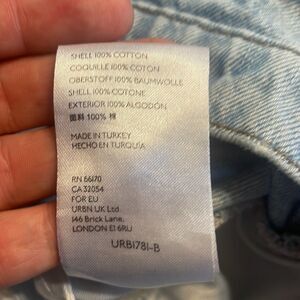 SHELL 100% COTTON
COQUILLE 100% COTON
OBERSTOFF 100% BAUMWOLLE
SHELL 100% COTONE
EXTERIOR 100% ALGODÓN
面料 100% 棉
MADE IN TURKEY
HECHO EN TURQUÍA
RN 66170
CA 32054
FOR EU
URBN UK Ltd.
146 Brick Lane,
LONDON E1 6RU
URB1781-B